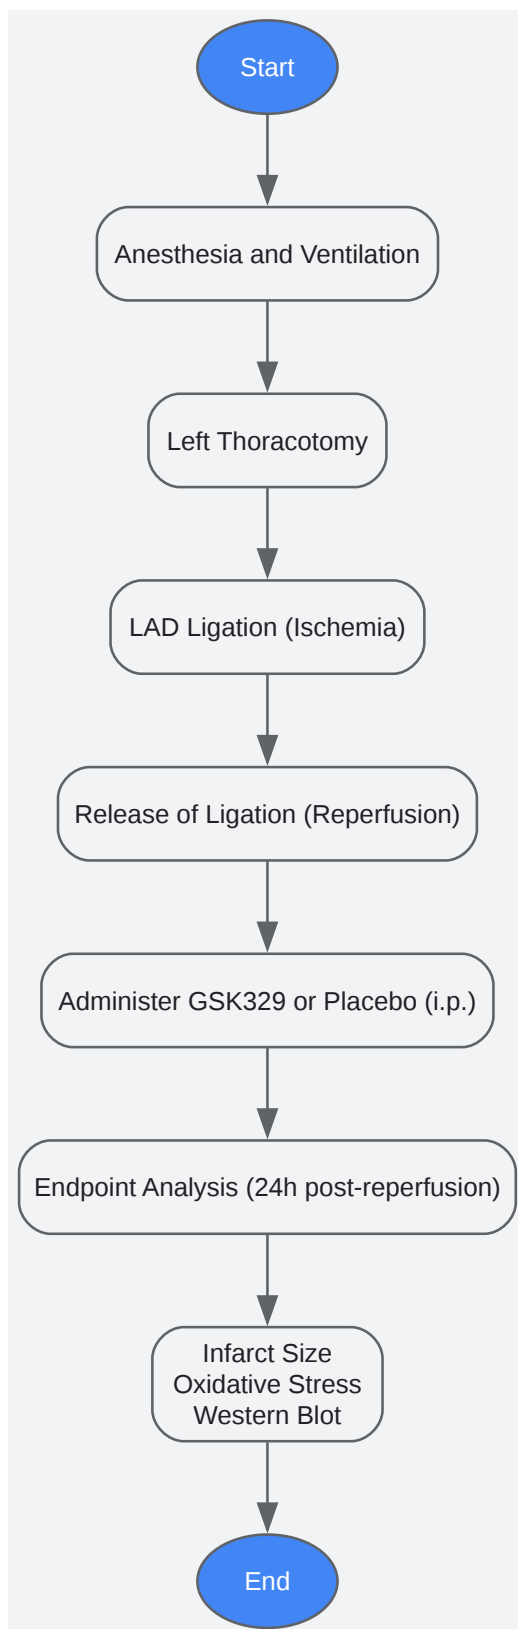 Start
Anesthesia and Ventilation
Left Thoracotomy
LAD Ligation (Ischemia)
Release of Ligation (Reperfusion)
Administer GSK329 or Placebo (i.p.)
Endpoint Analysis (24h post-reperfusion)
Infarct Size
Oxidative Stress
Western Blot
End